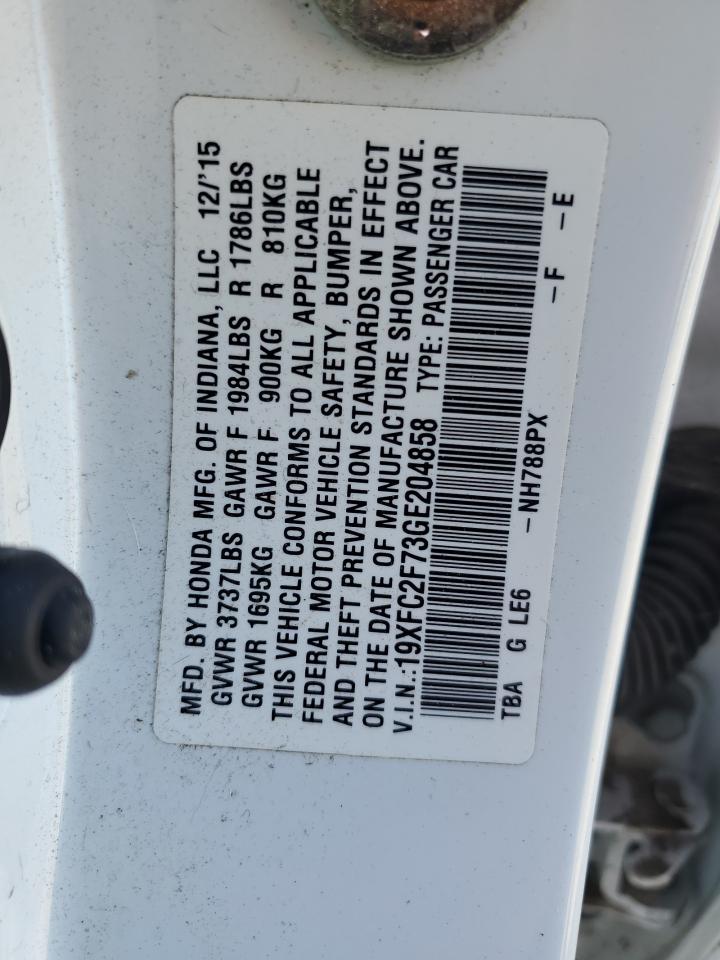 MFD. BY HONDA MFG. OF INDIANA, LLC 12/'15
GVWR 3737LBS GAWR F 1984LBS R 1786LBS
GVWR 1695KG GAWR F 900KG R 810KG
THIS VEHICLE CONFORMS TO ALL APPLICABLE
FEDERAL MOTOR VEHICLE SAFETY, BUMPER,
AND THEFT PREVENTION STANDARDS IN EFFECT
ON THE DATE OF MANUFACTURE SHOWN ABOVE.
V.I.N.:19XFC2F73GE204858 TYPE: PASSENGER CAR
TBA G LE6 -NH788PX -F -E